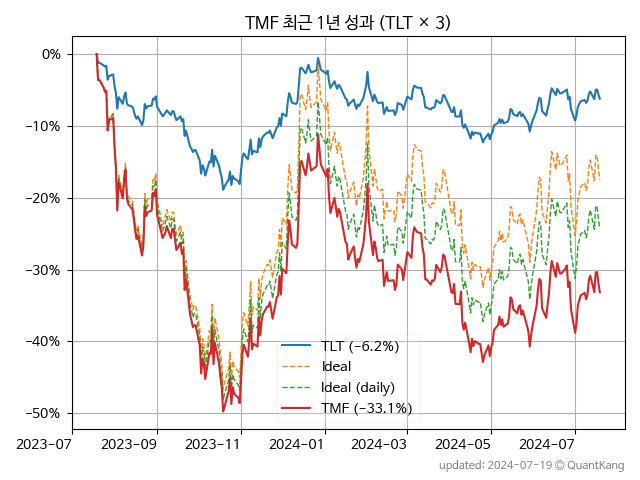 TMF 최근 1년 성과 (TLT × 3)
0%
−10%
−20%
−30%
−40%
−50%
TLT (−6.2%)
Ideal
Ideal (daily)
TMF (−33.1%)
2023-07
2023-09
2023-11
2024-01
2024-03
2024-05
2024-07
updated: 2024-07-19 © QuantKang